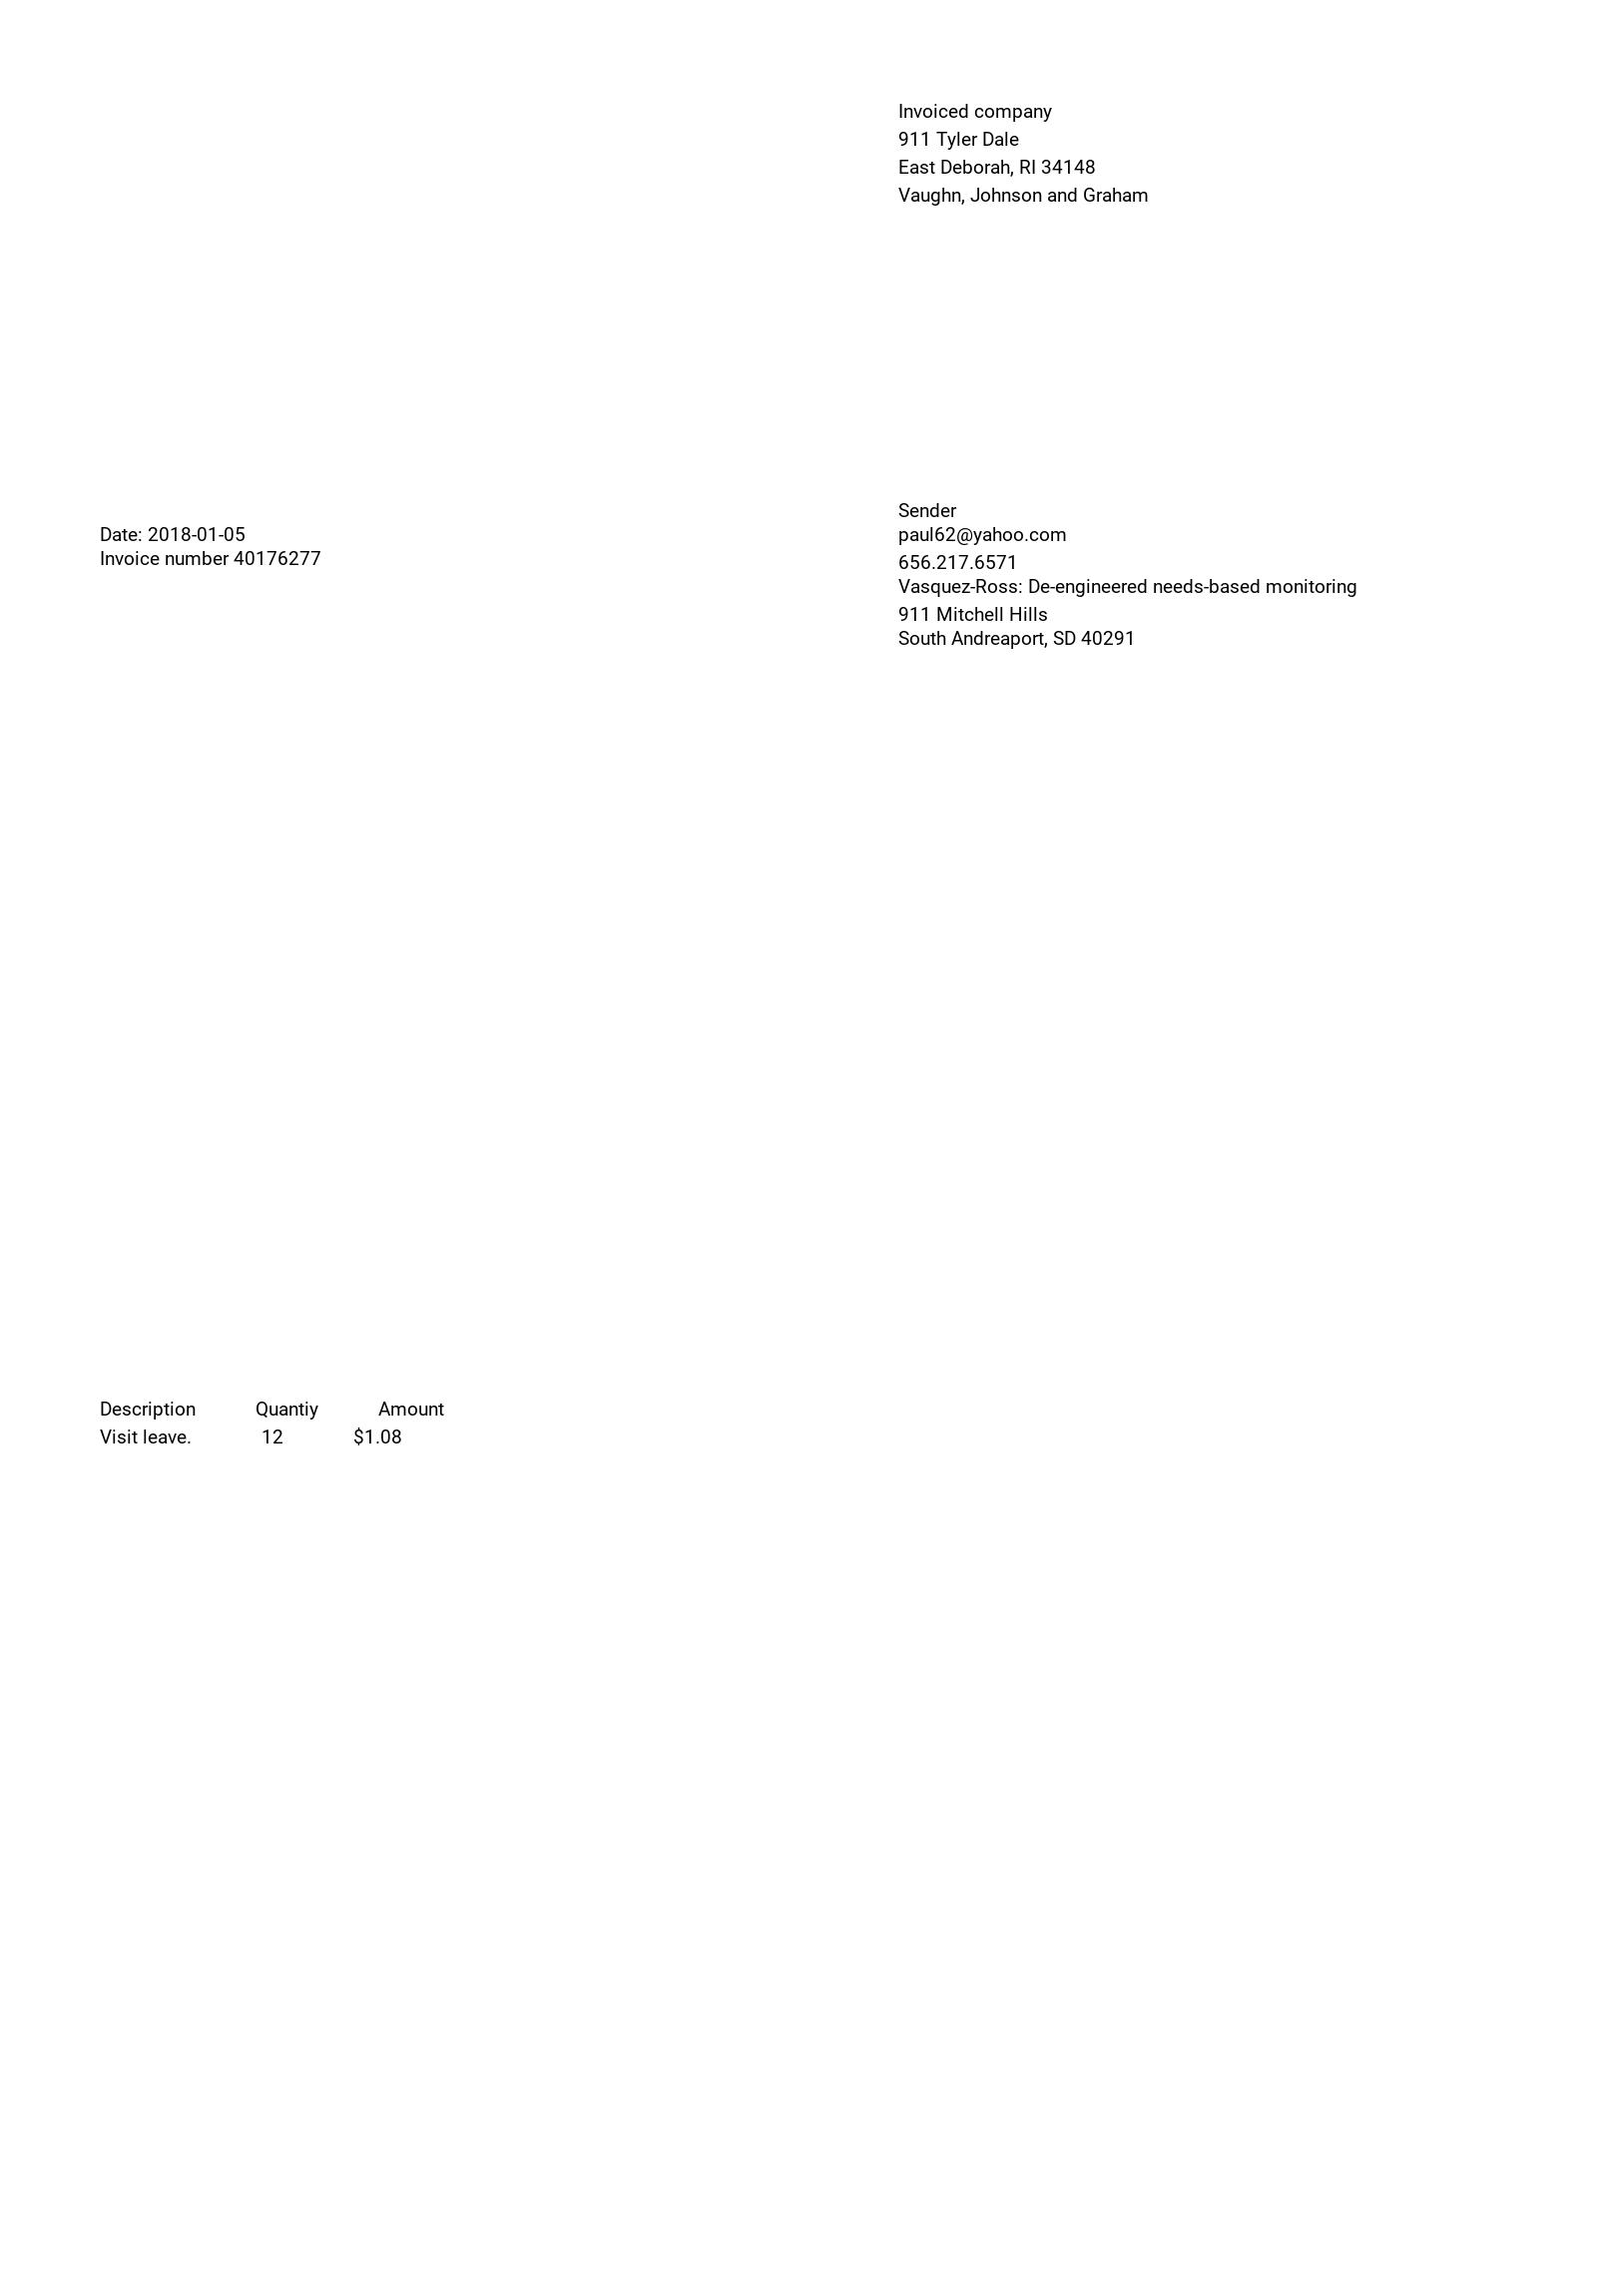 Invoiced company
911 Tyler Dale
East Deborah, RI 34148
Vaughn, Johnson and Graham
Date: 2018-01-05
Invoice number 40176277
Sender
paul62@yahoo.com
656.217.6571
Vasquez-Ross: De-engineered needs-based monitoring
911 Mitchell Hills
South Andreaport, SD 40291
Description Quantiy Amount
Visit leave. 12 $1.08